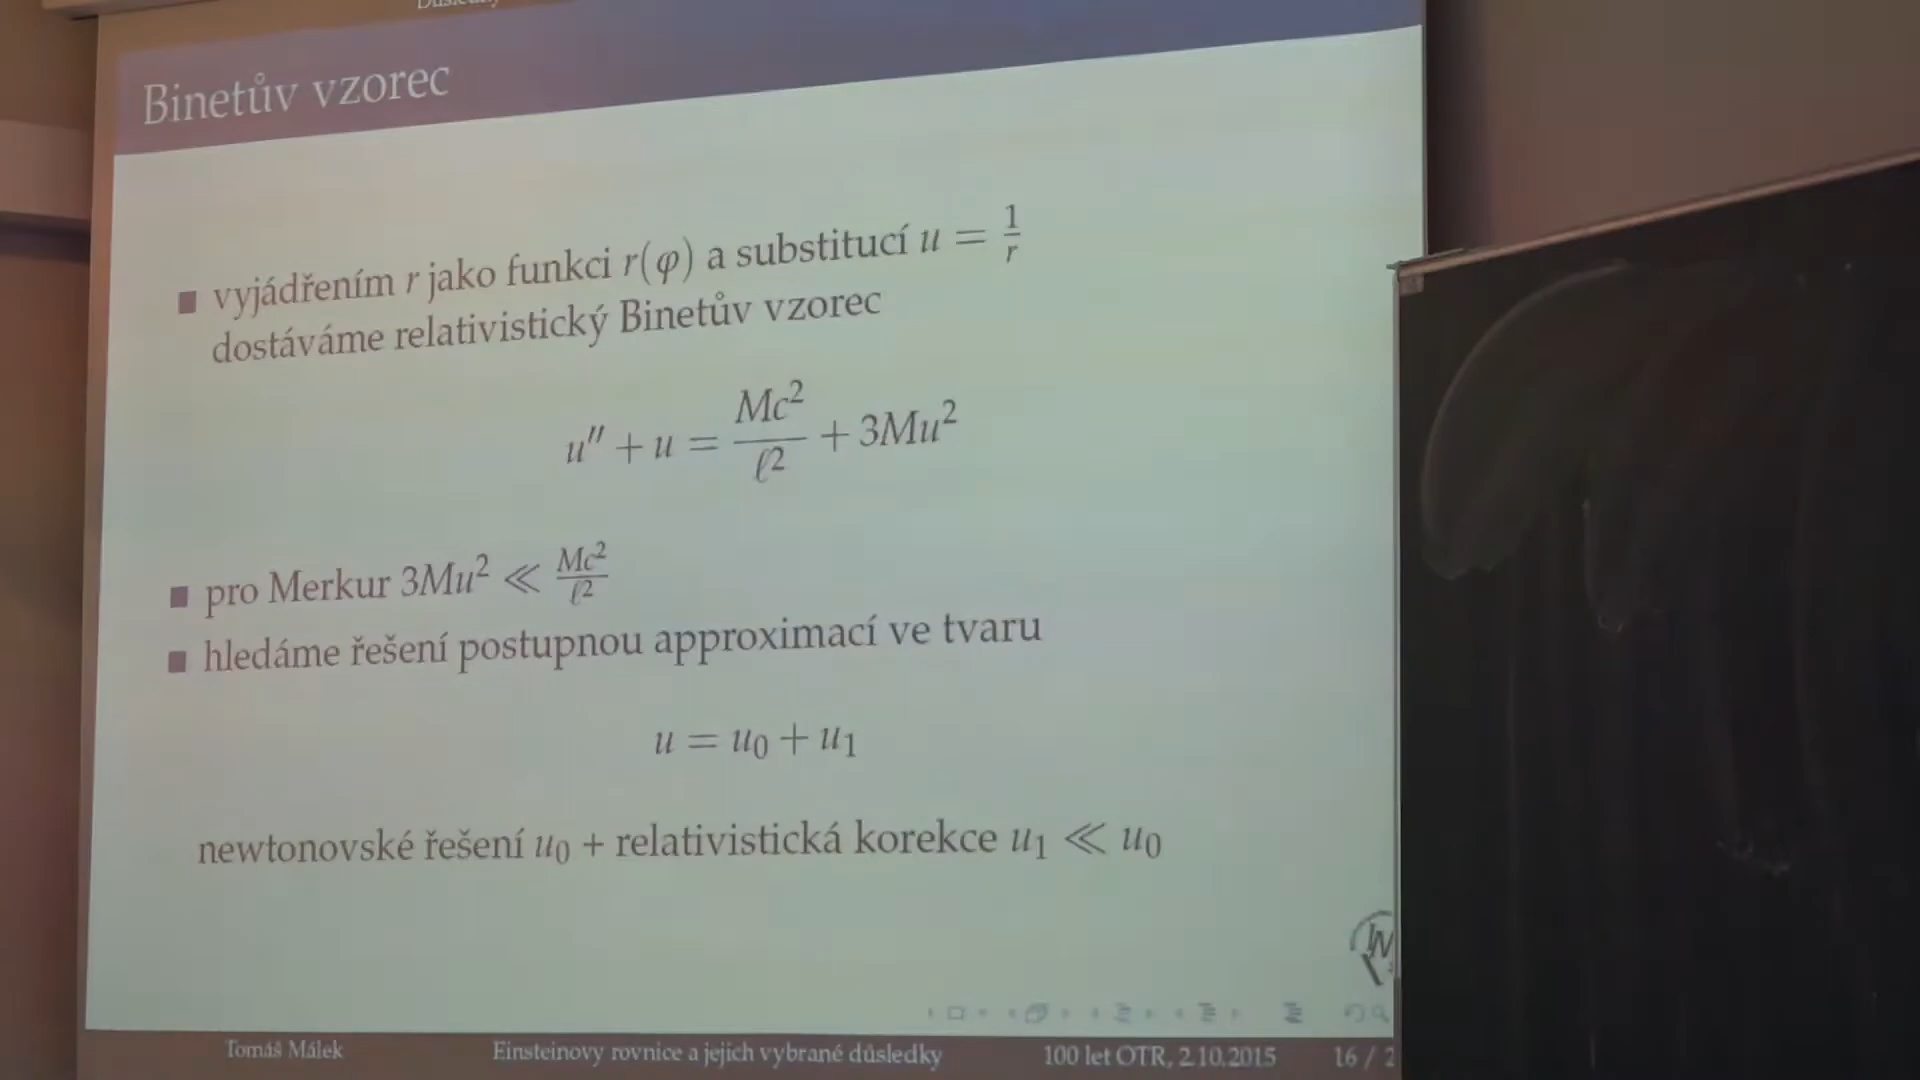 Binetův vzorec
vyjádřením r jako funkci r(φ) a substitucí u = 1/r
dostáváme relativistický Binetův vzorec
u″ + u = Mc²/ℓ² + 3Mu²
pro Merkur 3Mu² ≪ Mc²/ℓ²
hledáme řešení postupnou approximací ve tvaru
u = u₀ + u₁
newtonovské řešení u₀ + relativistická korekce u₁ ≪ u₀
Tomáš Málek Einsteinovy rovnice a jejich vybrané důsledky 100 let OTR, 2.10.2015 16 /